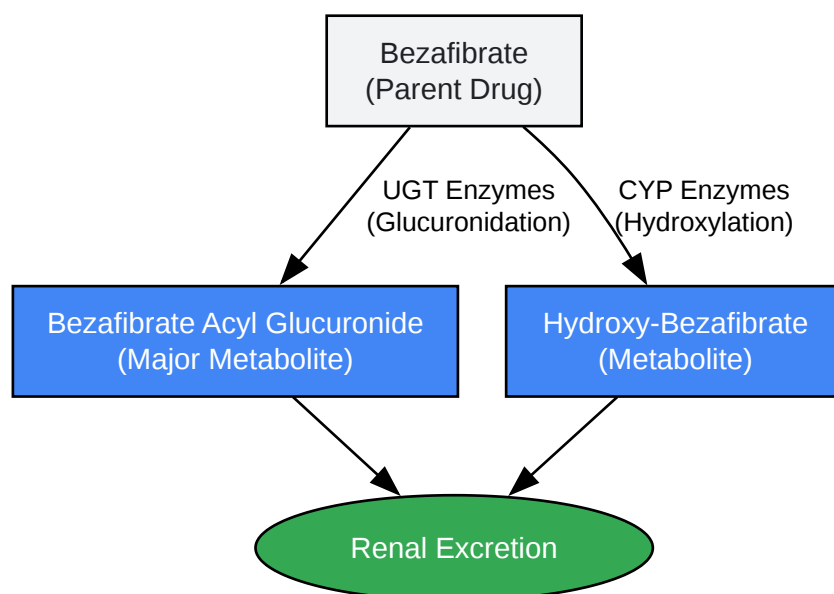 Bezafibrate
(Parent Drug)
UGT Enzymes
(Glucuronidation)
CYP Enzymes
(Hydroxylation)
Bezafibrate Acyl Glucuronide
(Major Metabolite)
Hydroxy-Bezafibrate
(Metabolite)
Renal Excretion